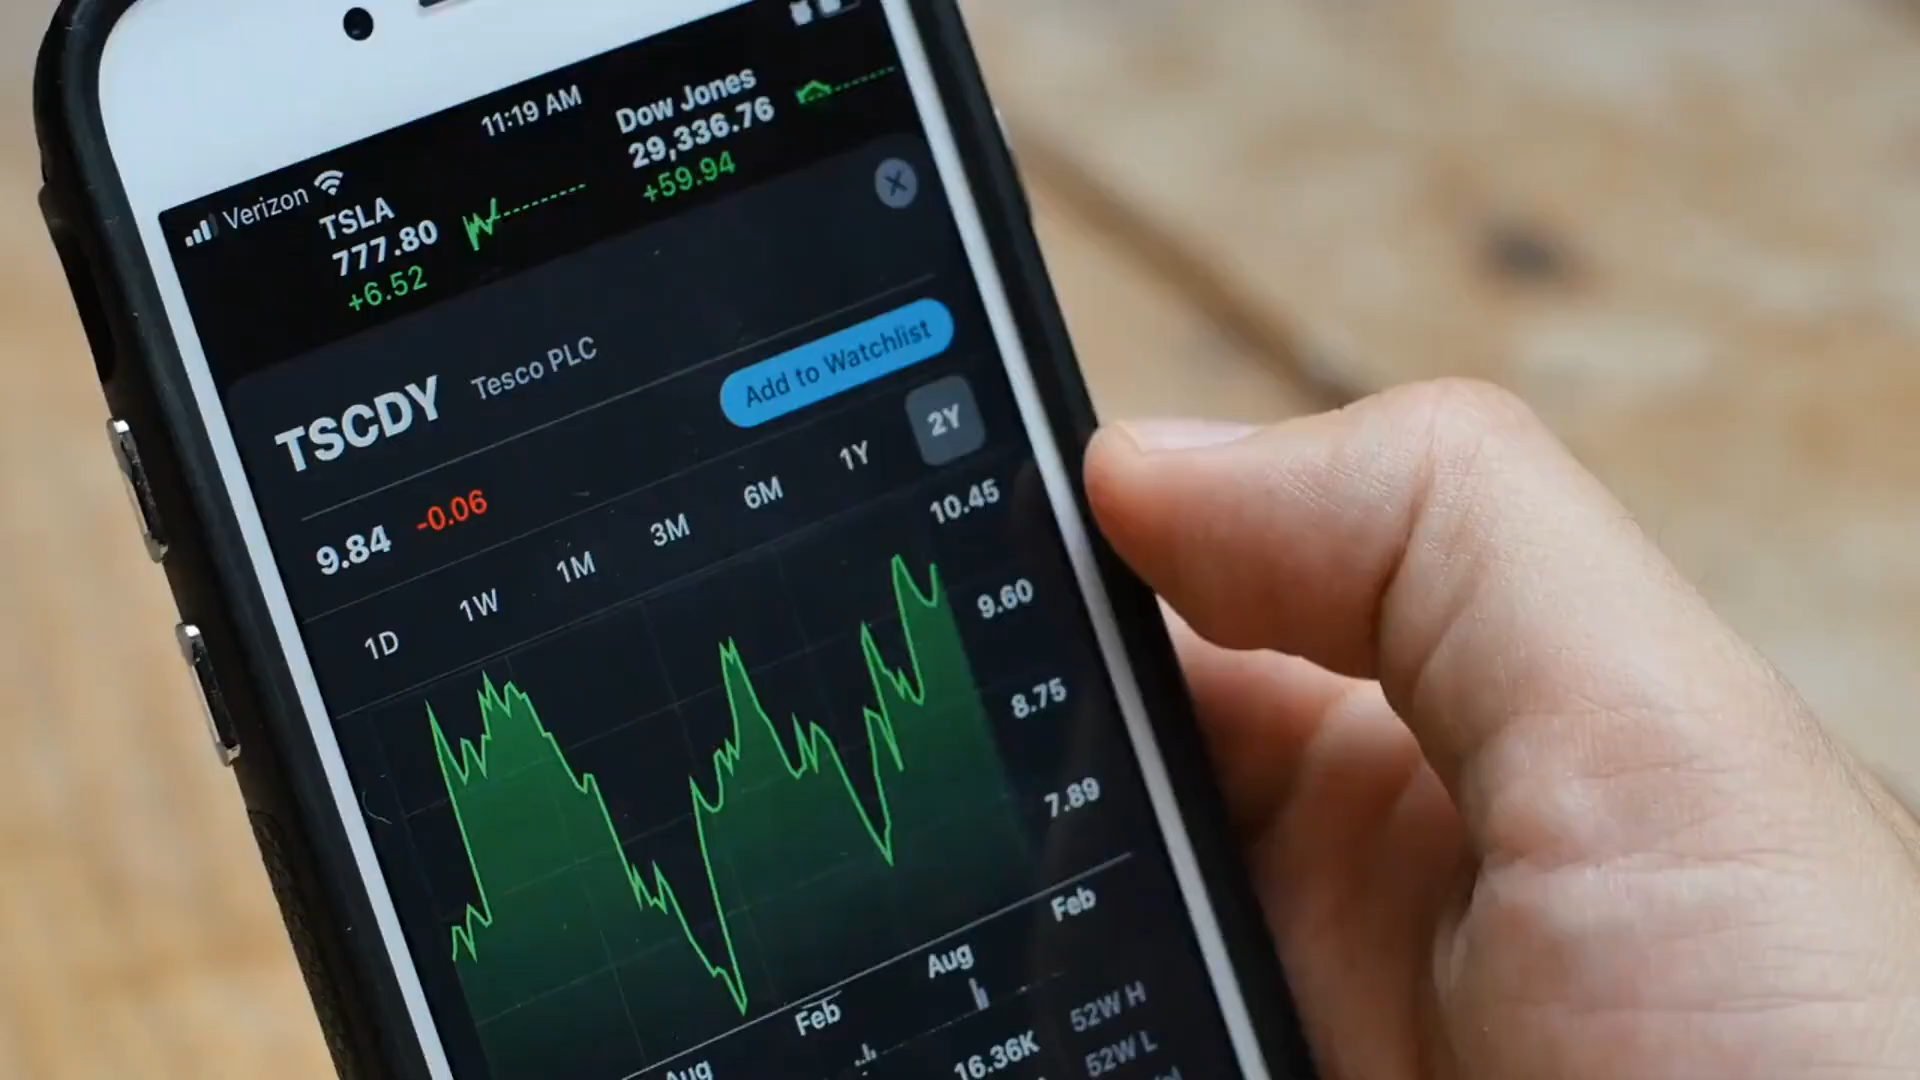 11:19 AM
Verizon
TSLA
777.80
+6.52
Dow Jones
29,336.76
+59.94
TSCDY Tesco PLC
Add to Watchlist
9.84 -0.06
1D 1W 1M 3M 6M 1Y 2Y
10.45
9.60
8.75
7.89
Aug Feb Aug Feb
16.36K 52W H
52W L